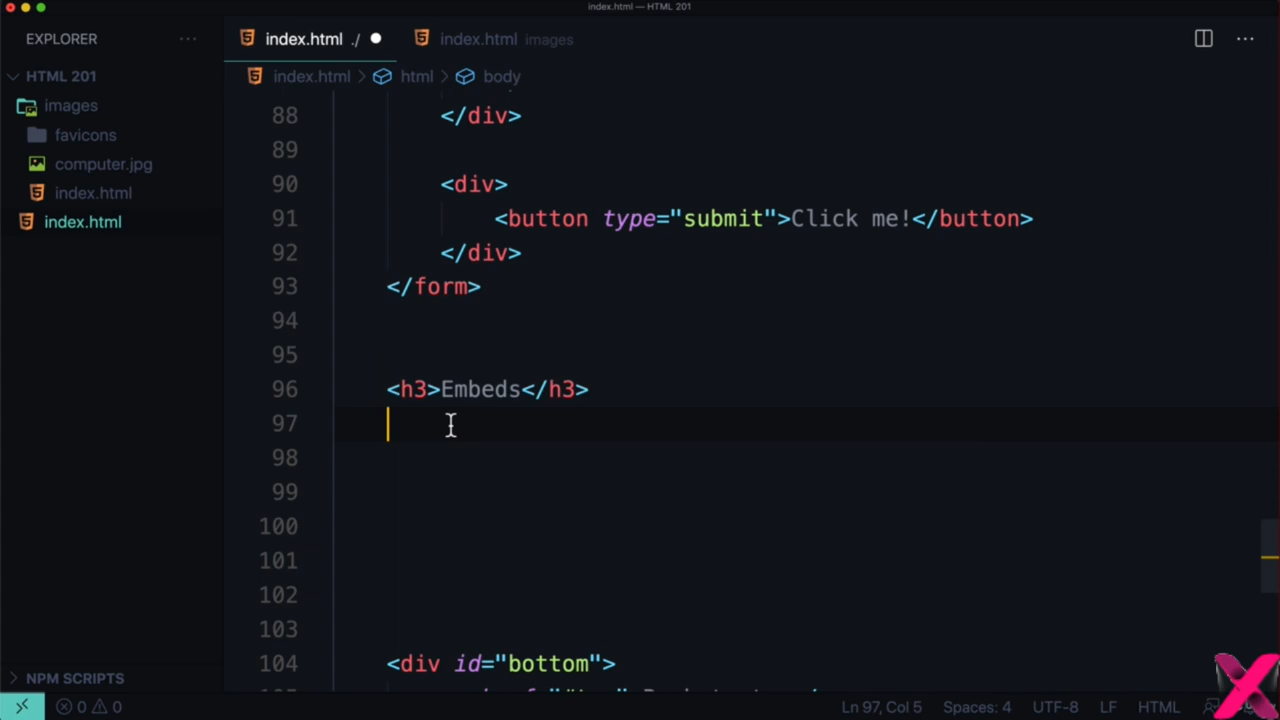 index.html — HTML 201
EXPLORER
index.html ./
index.html images
HTML 201
index.html > html > body
images
favicons
computer.jpg
index.html
index.html
88 </div>
89
90 <div>
91 <button type="submit">Click me!</button>
92 </div>
93 </form>
94
95
96 <h3>Embeds</h3>
97
98
99
100
101
102
103
104 <div id="bottom">
NPM SCRIPTS
0 0
Ln 97, Col 5
Spaces: 4
UTF-8
LF
HTML
X